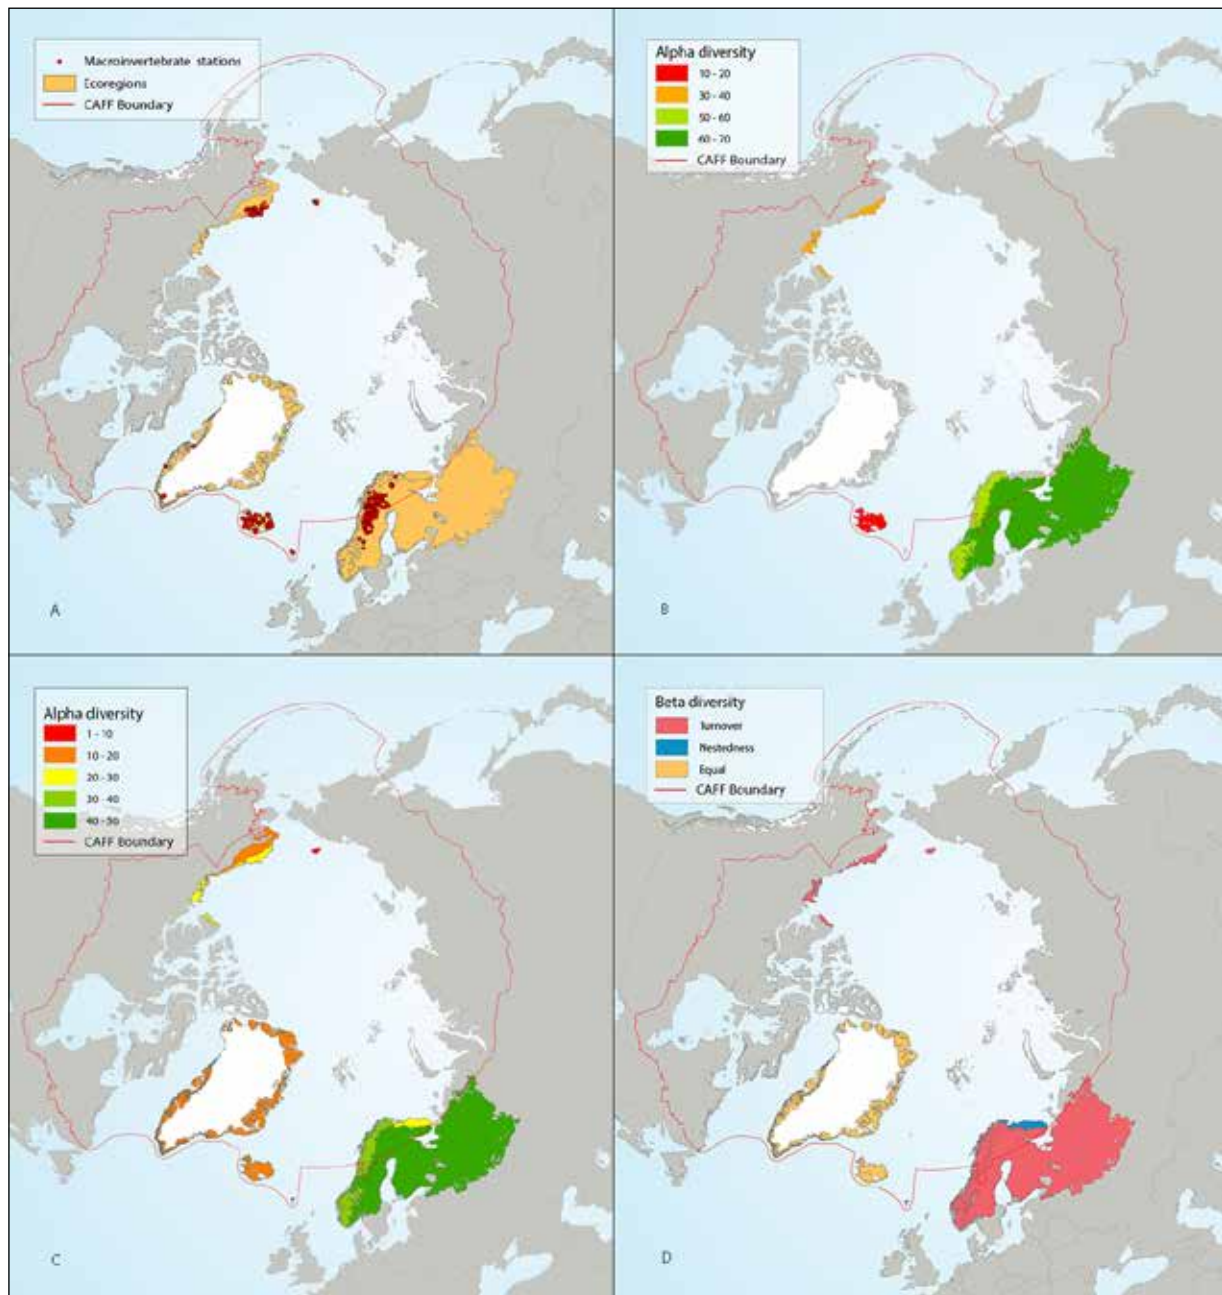 Macroinvertebrate stations
Ecoregions
CAFF Boundary
A
Alpha diversity
10 - 20
30 - 40
50 - 60
60 - 70
CAFF Boundary
B
Alpha diversity
1 - 10
10 - 20
20 - 30
30 - 40
40 - 50
CAFF Boundary
C
Beta diversity
Turnover
Nestedness
Equal
CAFF Boundary
D